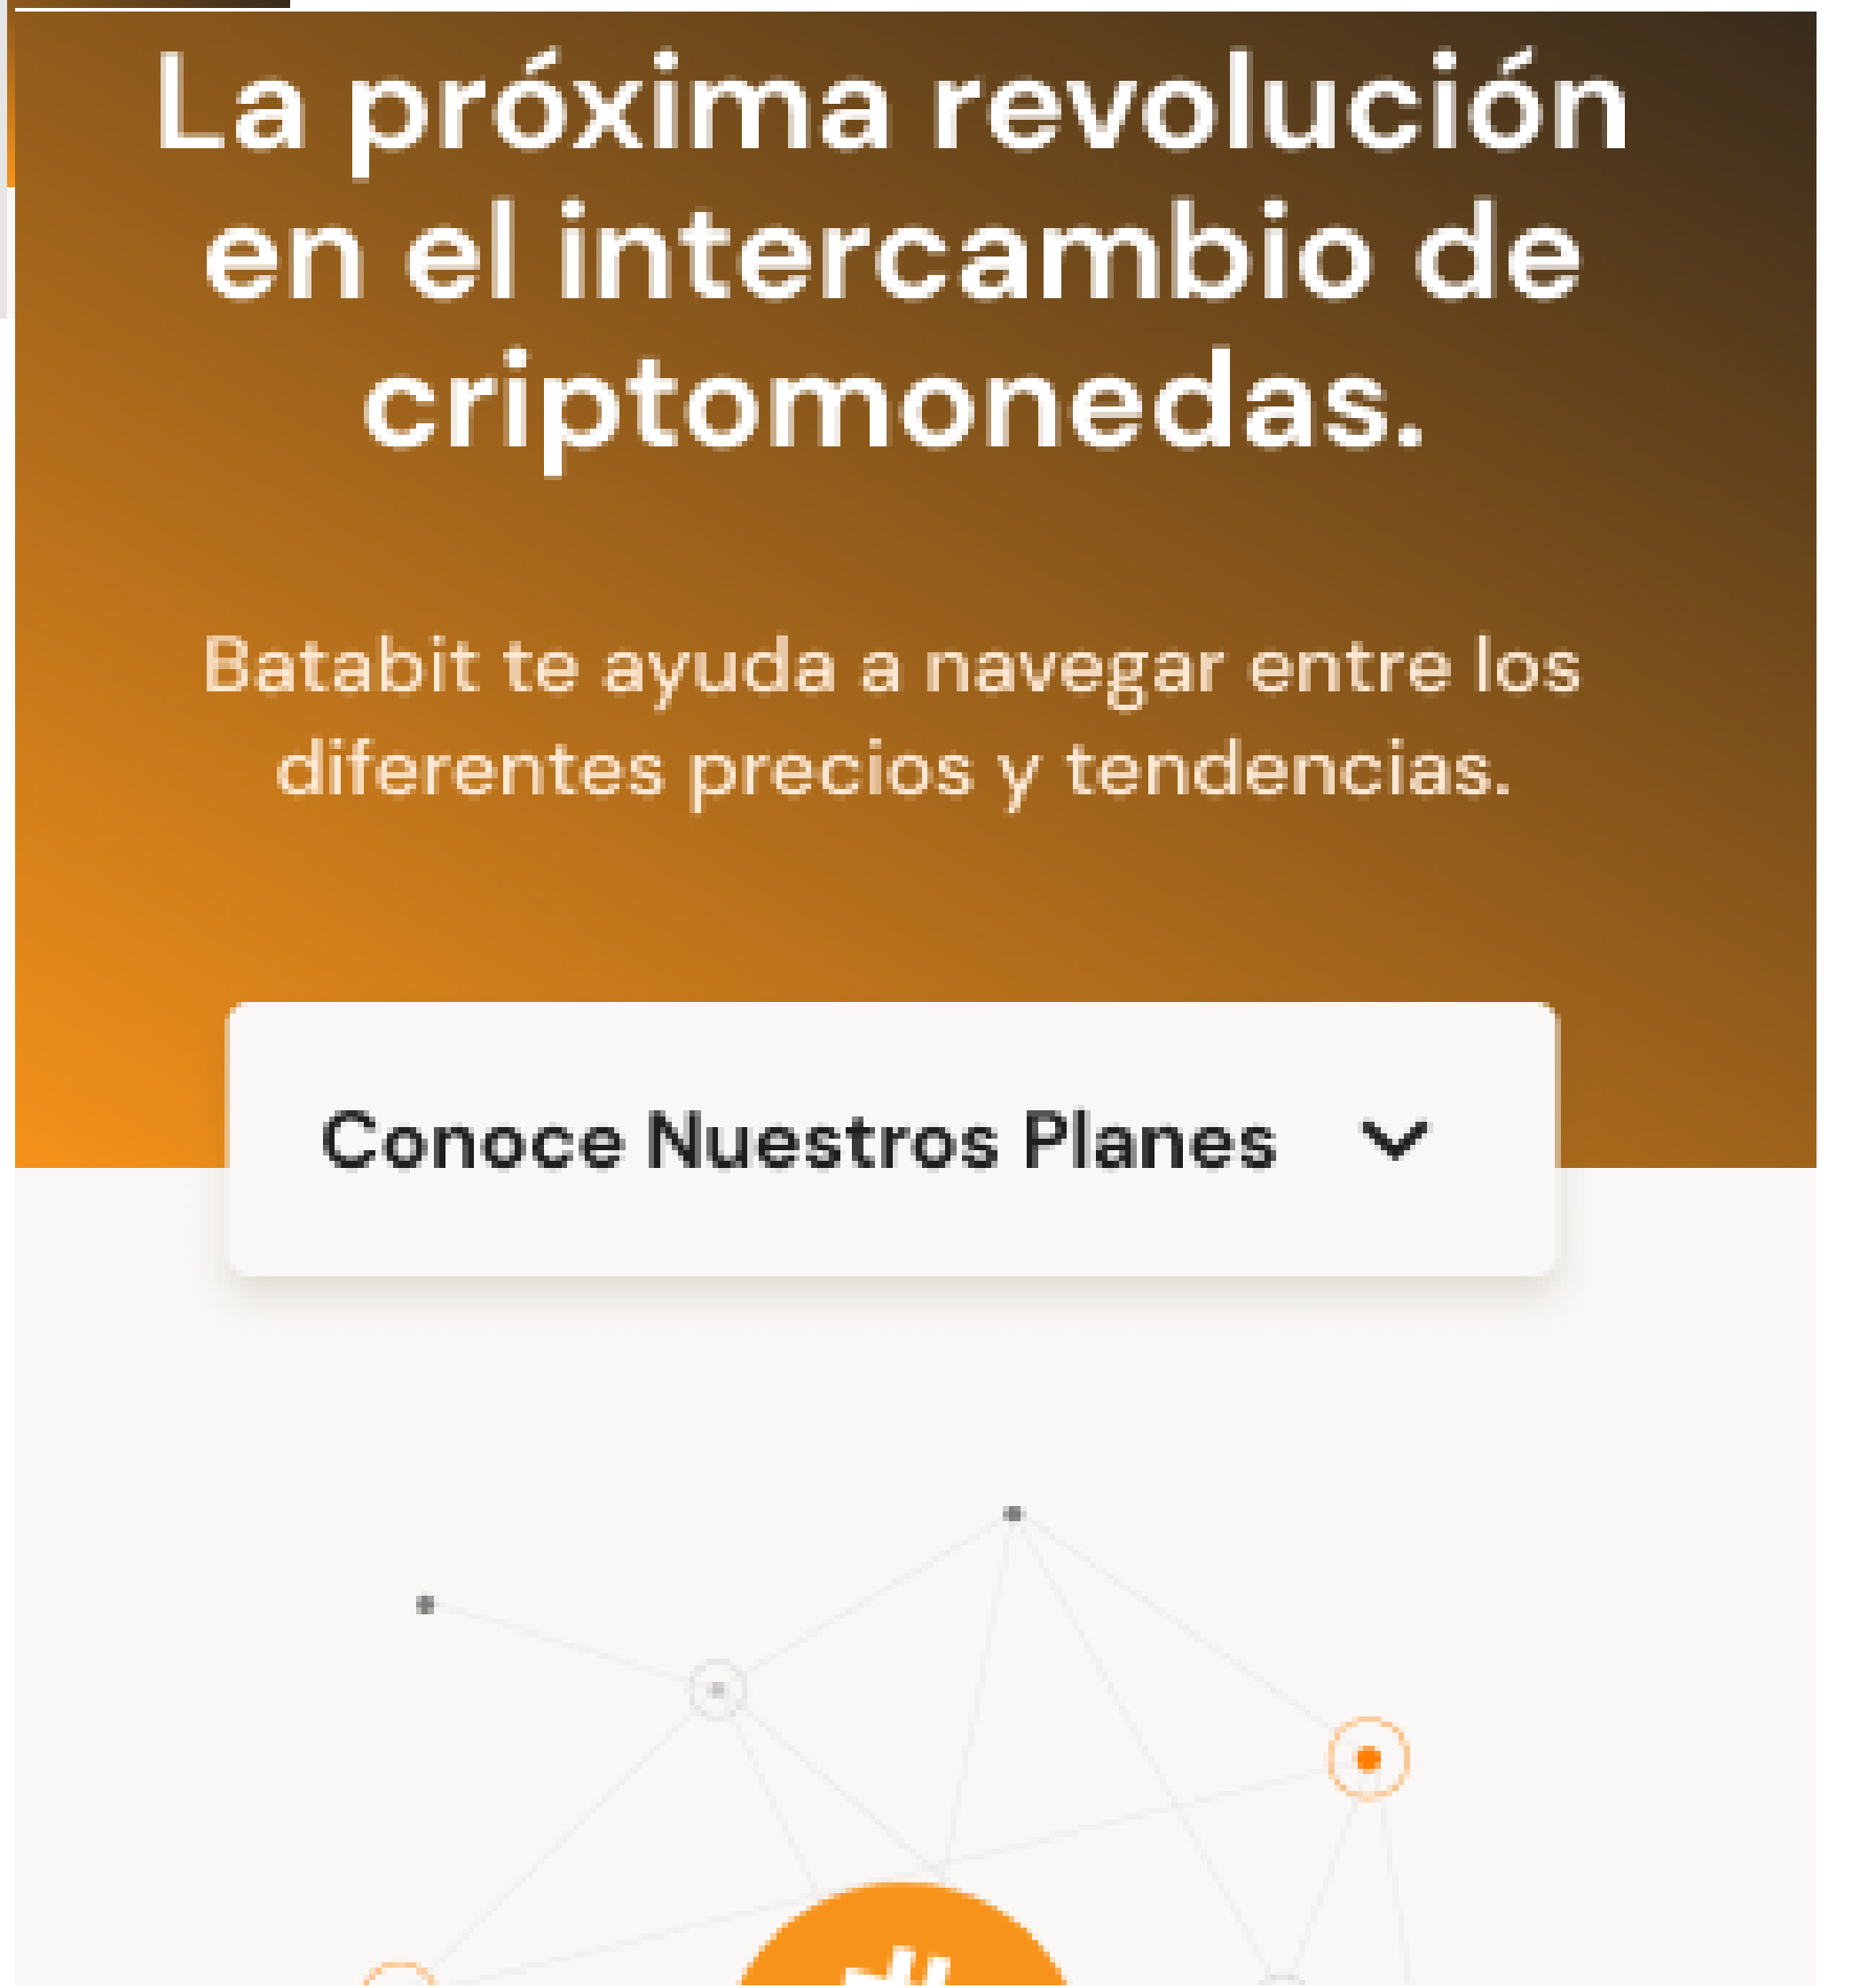 La próxima revolución
en el intercambio de
criptomonedas.
Batabit te ayuda a navegar entre los
diferentes precios y tendencias.
Conoce Nuestros Planes